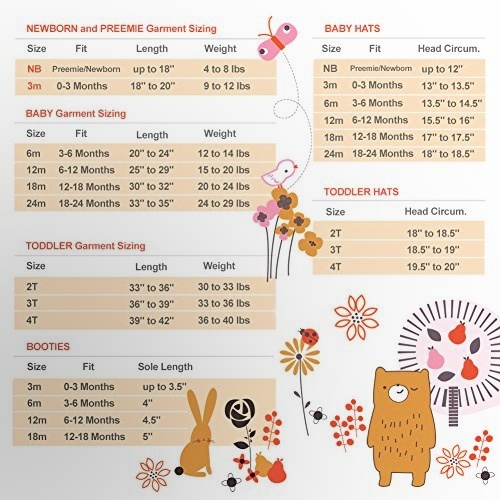 NEWBORN and PREEMIE Garment Sizing
Size Fit Length Weight
NB Preemie/Newborn up to 18" 4 to 8 lbs
3m 0-3 Months 18" to 20" 9 to 12 lbs
BABY Garment Sizing
Size Fit Length Weight
6m 3-6 Months 20" to 24" 12 to 14 lbs
12m 6-12 Months 25" to 29" 15 to 20 lbs
18m 12-18 Months 30" to 32" 20 to 24 lbs
24m 18-24 Months 33" to 35" 24 to 29 lbs
TODDLER Garment Sizing
Size Length Weight
2T 33" to 36" 30 to 33 lbs
3T 36" to 39" 33 to 36 lbs
4T 39" to 42" 36 to 40 lbs
BOOTIES
Size Fit Sole Length
3m 0-3 Months up to 3.5"
6m 3-6 Months 4"
12m 6-12 Months 4.5"
18m 12-18 Months 5"
BABY HATS
Size Fit Head Circum.
NB Preemie/Newborn up to 12"
3m 0-3 Months 13" to 13.5"
6m 3-6 Months 13.5" to 14.5"
12m 6-12 Months 15.5" to 16"
18m 12-18 Months 17" to 17.5"
24m 18-24 Months 18" to 18.5"
TODDLER HATS
Size Head Circum.
2T 18" to 18.5"
3T 18.5" to 19"
4T 19.5" to 20"